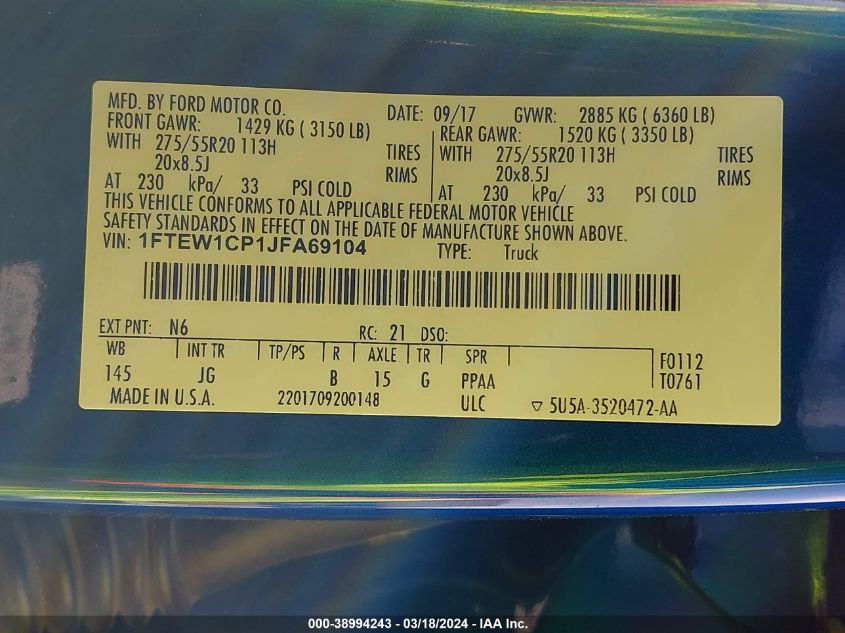 MFD. BY FORD MOTOR CO. DATE: 09/17 GVWR: 2885 KG ( 6360 LB)
FRONT GAWR: 1429 KG ( 3150 LB) REAR GAWR: 1520 KG ( 3350 LB)
WITH 275/55R20 113H TIRES WITH 275/55R20 113H TIRES
20x8.5J RIMS 20x8.5J RIMS
AT 230 kPa/ 33 PSI COLD AT 230 kPa/ 33 PSI COLD
THIS VEHICLE CONFORMS TO ALL APPLICABLE FEDERAL MOTOR VEHICLE
SAFETY STANDARDS IN EFFECT ON THE DATE OF MANUFACTURE SHOWN ABOVE.
VIN: 1FTEW1CP1JFA69104 TYPE: Truck
EXT PNT: N6 RC: 21 DSO:
WB INT TR TP/PS R AXLE TR SPR F0112
145 JG B 15 G PPAA T0761
MADE IN U.S.A. 2201709200148 ULC ▽ 5U5A-3520472-AA
000-38994243 - 03/18/2024 - IAA Inc.